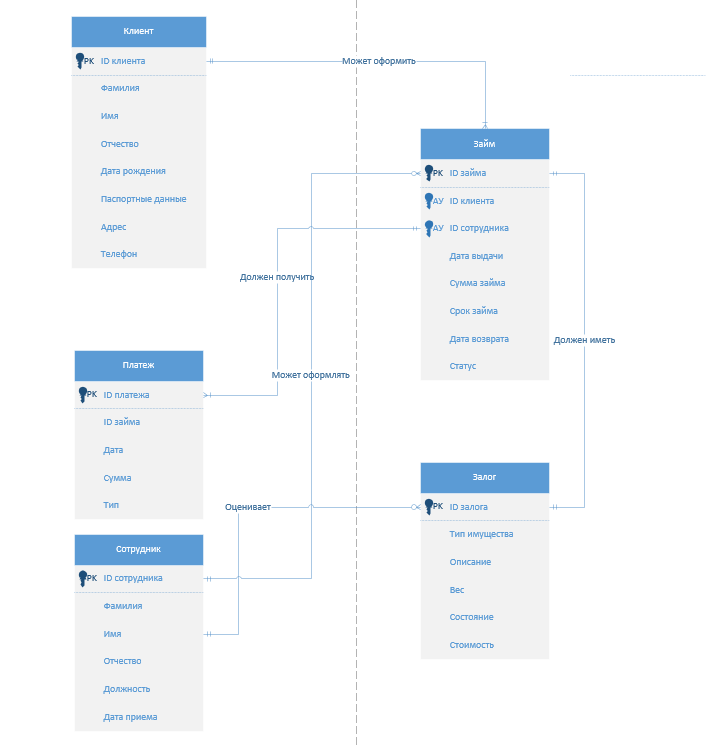 Клиент
PK ID клиента
Фамилия
Имя
Отчество
Дата рождения
Паспортные данные
Адрес
Телефон
Может оформить
Займ
PK ID займа
АУ ID клиента
АУ ID сотрудника
Дата выдачи
Сумма займа
Срок займа
Дата возврата
Статус
Должен получить
Может оформлять
Должен иметь
Платеж
PK ID платежа
ID займа
Дата
Сумма
Тип
Оценивает
Залог
PK ID залога
Тип имущества
Описание
Вес
Состояние
Стоимость
Сотрудник
PK ID сотрудника
Фамилия
Имя
Отчество
Должность
Дата приема